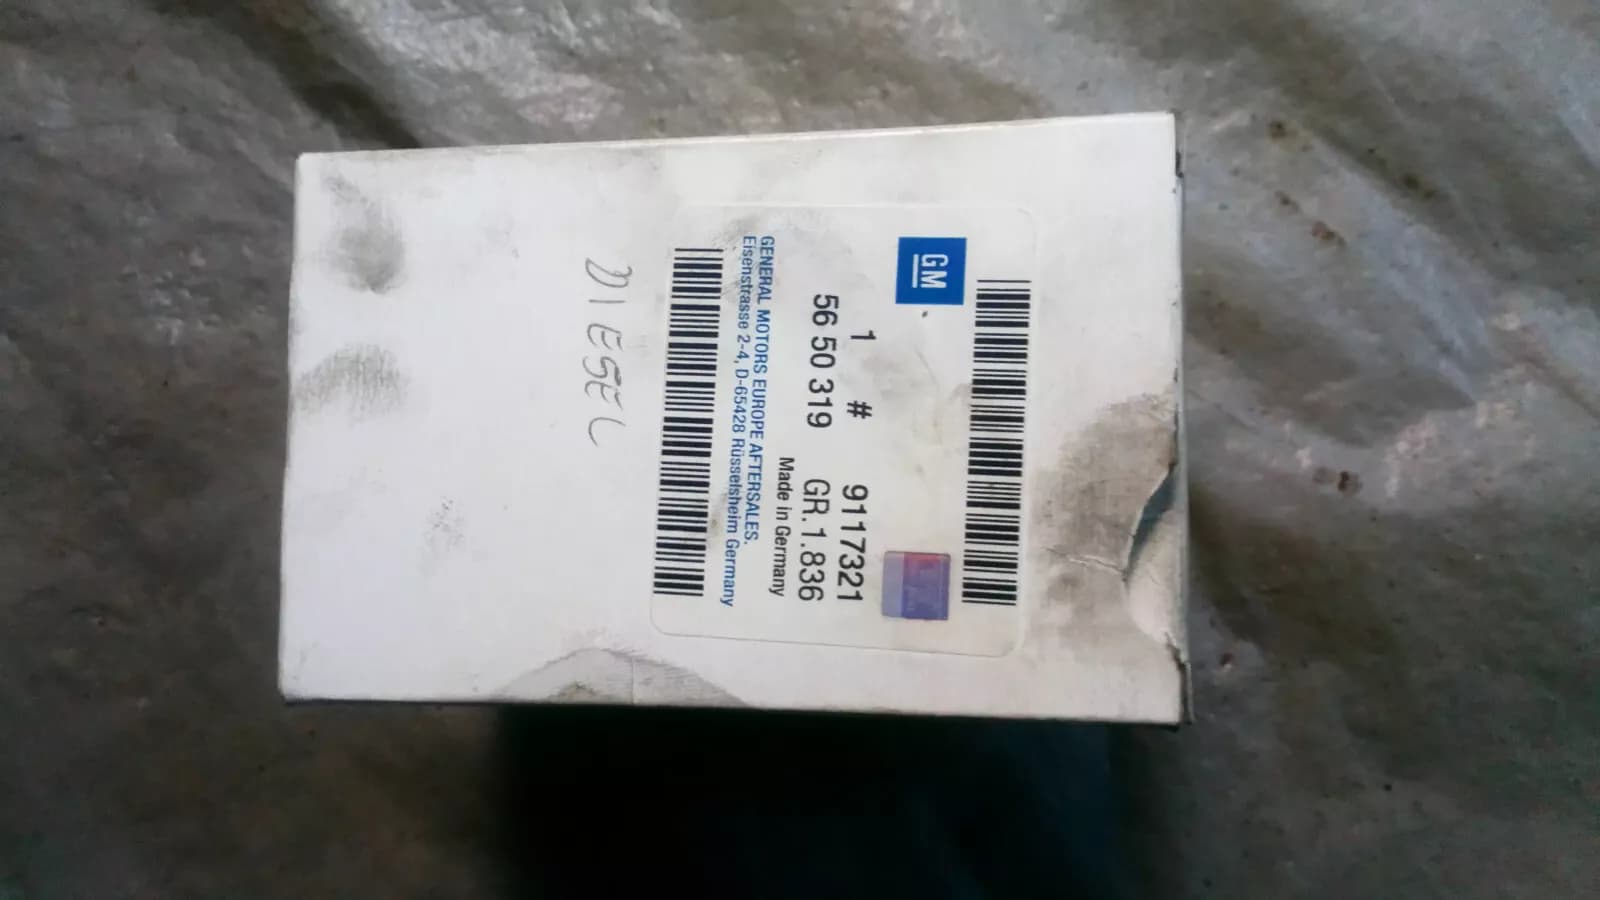 GM
1 # 9117321
56 50 319 GR.1.836
Made in Germany
GENERAL MOTORS EUROPE AFTERSALES.
Eisenstrasse 2-4, D-65428 Rüsselsheim Germany
DIESEL